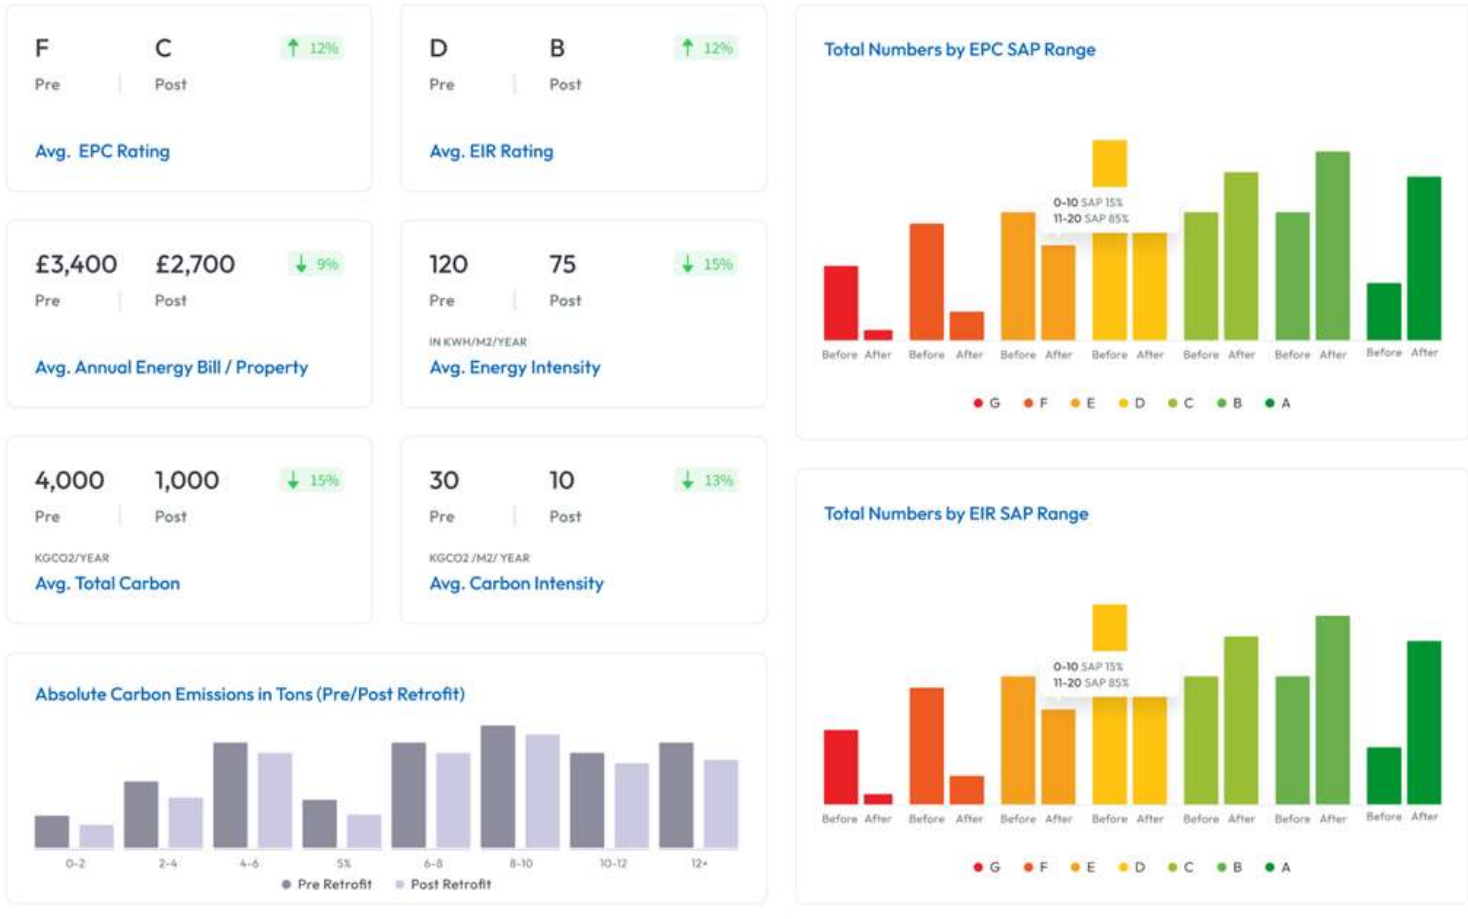 F C ↑ 12%
Pre Post
Avg. EPC Rating
D B ↑ 12%
Pre Post
Avg. EIR Rating
£3,400 £2,700 ↓ 9%
Pre Post
Avg. Annual Energy Bill / Property
120 75 ↓ 15%
Pre Post
IN KWH/M2/YEAR
Avg. Energy Intensity
4,000 1,000 ↓ 15%
Pre Post
KGCO2/YEAR
Avg. Total Carbon
30 10 ↓ 13%
Pre Post
KGCO2 /M2/ YEAR
Avg. Carbon Intensity
Absolute Carbon Emissions in Tons (Pre/Post Retrofit)
0-2 2-4 4-6 5% 6-8 8-10 10-12 12+
Pre Retrofit Post Retrofit
Total Numbers by EPC SAP Range
0-10 SAP 15%
11-20 SAP 85%
Before After Before After Before After Before After Before After Before After Before After
G F E D C B A
Total Numbers by EIR SAP Range
0-10 SAP 15%
11-20 SAP 85%
Before After Before After Before After Before After Before After Before After Before After
G F E D C B A